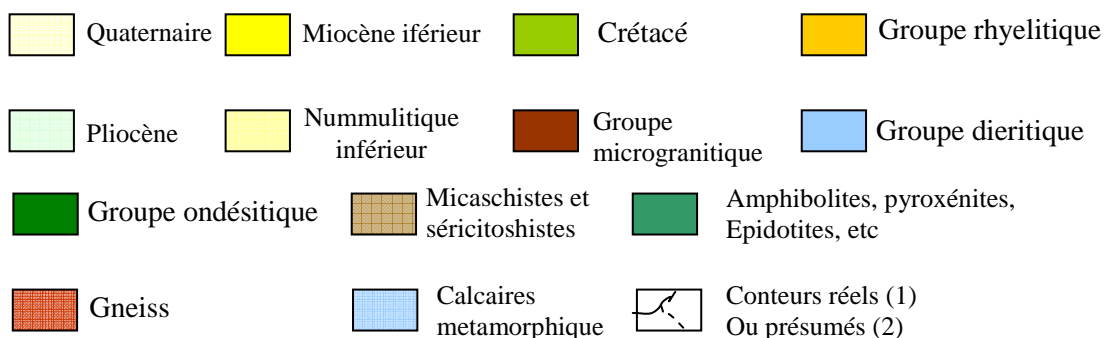 Quaternaire
Miocène iférieur
Crétacé
Groupe rhyelitique
Pliocène
Nummulitique
inférieur
Groupe
microgranitique
Groupe dieritique
Groupe ondésitique
Micaschistes et
séricitoshistes
Amphibolites, pyroxénites,
Epidotites, etc
Gneiss
Calcaires
metamorphique
Conteurs réels (1)
Ou présumés (2)